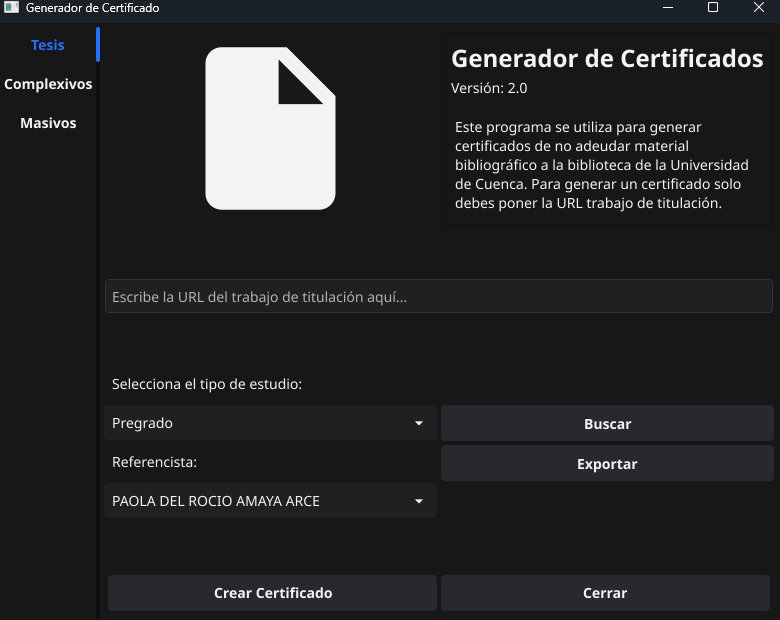 Generador de Certificado
Tesis
Complexivos
Masivos
Generador de Certificados
Versión: 2.0
Este programa se utiliza para generar
certificados de no adeudar material
bibliográfico a la biblioteca de la Universidad
de Cuenca. Para generar un certificado solo
debes poner la URL trabajo de titulación.
Escribe la URL del trabajo de titulación aquí...
Selecciona el tipo de estudio:
Pregrado
Buscar
Referencista:
Exportar
PAOLA DEL ROCIO AMAYA ARCE
Crear Certificado
Cerrar